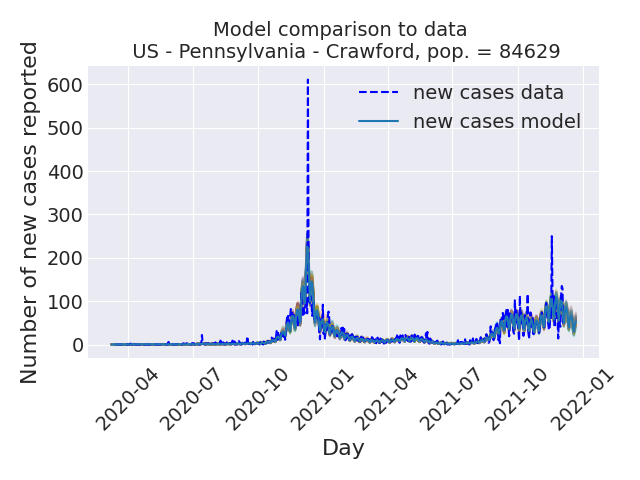 Model comparison to data
US - Pennsylvania - Crawford, pop. = 84629
Number of new cases reported
600
500
400
300
200
100
0
new cases data
new cases model
2020-04
2020-07
2020-10
2021-01
2021-04
2021-07
2021-10
2022-01
Day